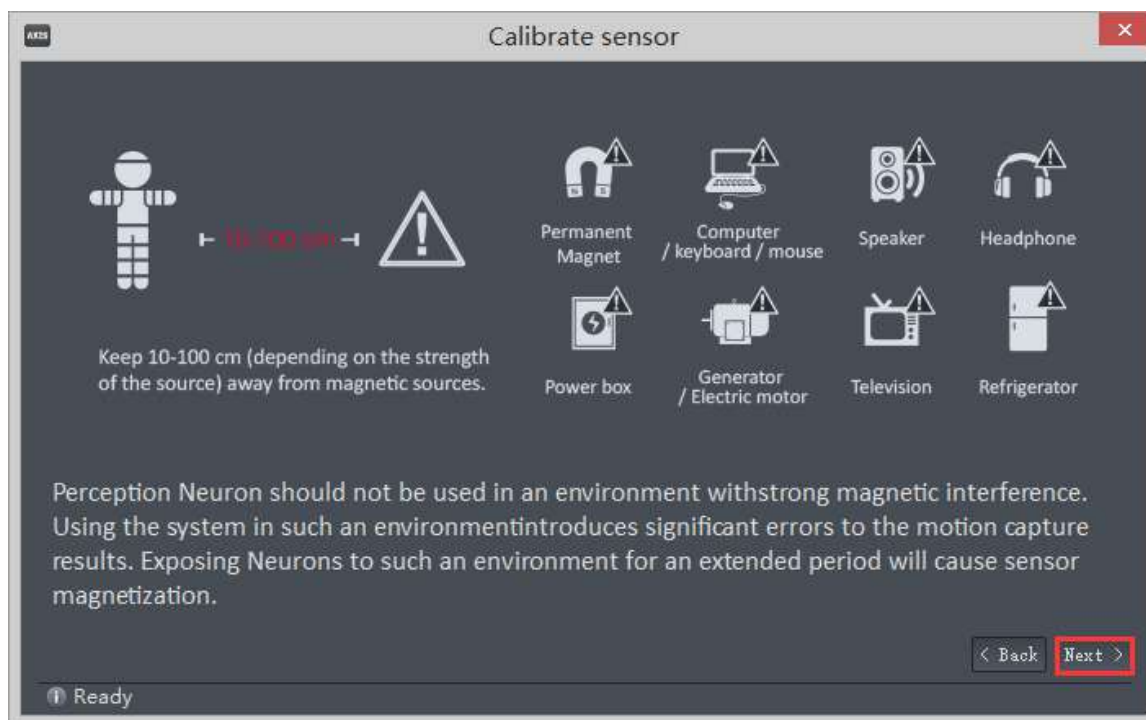 AXIS
Calibrate sensor
10-100 cm
Permanent
Magnet
Computer
/ keyboard / mouse
Speaker
Headphone
Keep 10-100 cm (depending on the strength
of the source) away from magnetic sources.
Power box
Generator
/ Electric motor
Television
Refrigerator
Perception Neuron should not be used in an environment withstrong magnetic interference.
Using the system in such an environmentintroduces significant errors to the motion capture
results. Exposing Neurons to such an environment for an extended period will cause sensor
magnetization.
< Back
Next >
Ready